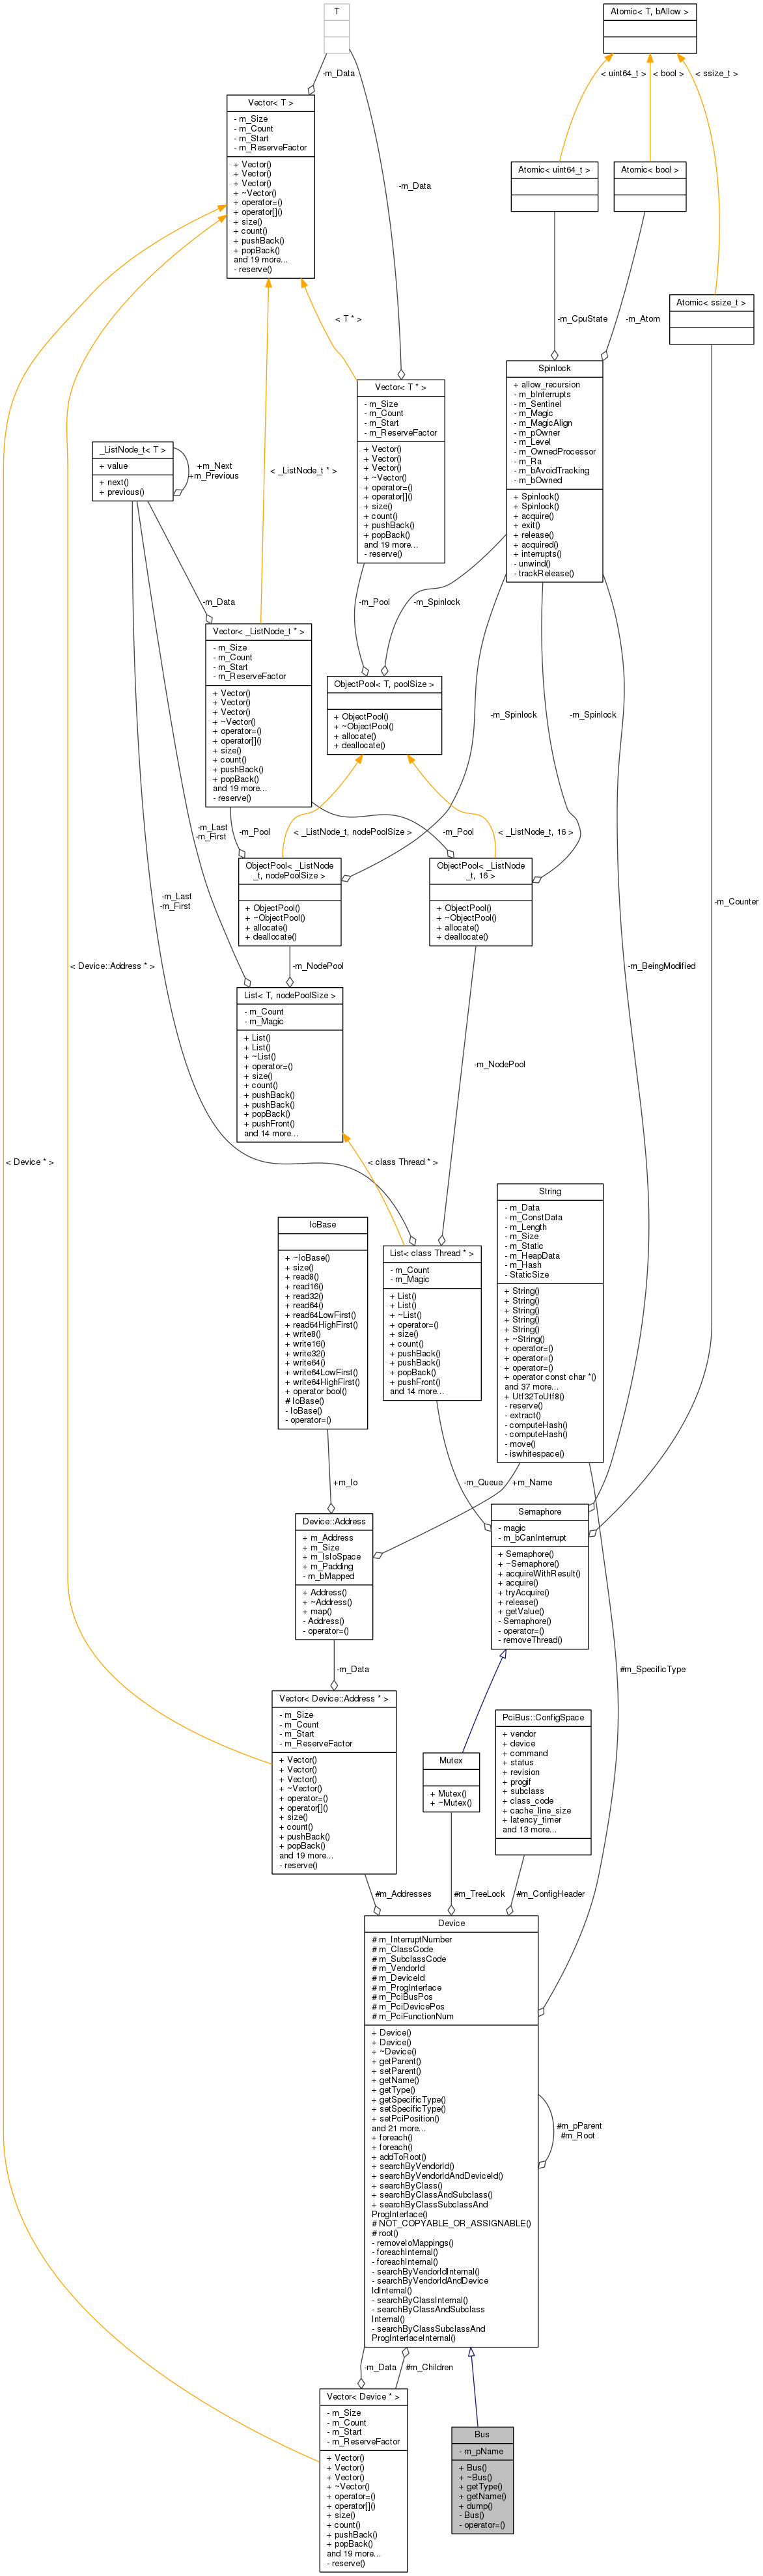 T
Atomic< T, bAllow >
-m_Data
< uint64_t >
< bool >
< ssize_t >
Vector< T >
- m_Size
- m_Count
- m_Start
- m_ReserveFactor
+ Vector()
+ Vector()
+ Vector()
+ ~Vector()
+ operator=()
+ operator[]()
+ size()
+ count()
+ pushBack()
+ popBack()
and 19 more...
- reserve()
-m_Data
Atomic< uint64_t >
Atomic< bool >
Atomic< ssize_t >
< T * >
-m_CpuState
-m_Atom
Vector< T * >
- m_Size
- m_Count
- m_Start
- m_ReserveFactor
+ Vector()
+ Vector()
+ Vector()
+ ~Vector()
+ operator=()
+ operator[]()
+ size()
+ count()
+ pushBack()
+ popBack()
and 19 more...
- reserve()
Spinlock
+ allow_recursion
- m_bInterrupts
- m_Sentinel
- m_Magic
- m_MagicAlign
- m_pOwner
- m_Level
- m_OwnedProcessor
- m_Ra
- m_bAvoidTracking
- m_bOwned
+ Spinlock()
+ Spinlock()
+ acquire()
+ exit()
+ release()
+ acquired()
+ interrupts()
- unwind()
- trackRelease()
_ListNode_t< T >
+ value
+ next()
+ previous()
+m_Next
+m_Previous
< _ListNode_t * >
-m_Data
-m_Pool
-m_Spinlock
Vector< _ListNode_t * >
- m_Size
- m_Count
- m_Start
- m_ReserveFactor
+ Vector()
+ Vector()
+ Vector()
+ ~Vector()
+ operator=()
+ operator[]()
+ size()
+ count()
+ pushBack()
+ popBack()
and 19 more...
- reserve()
ObjectPool< T, poolSize >
+ ObjectPool()
+ ~ObjectPool()
+ allocate()
+ deallocate()
-m_Spinlock
-m_Spinlock
-m_Last
-m_First
-m_Pool
< _ListNode_t, nodePoolSize >
-m_Pool
< _ListNode_t, 16 >
ObjectPool< _ListNode
_t, nodePoolSize >
+ ObjectPool()
+ ~ObjectPool()
+ allocate()
+ deallocate()
ObjectPool< _ListNode
_t, 16 >
+ ObjectPool()
+ ~ObjectPool()
+ allocate()
+ deallocate()
-m_Last
-m_First
-m_Counter
< Device::Address * >
-m_NodePool
-m_BeingModified
List< T, nodePoolSize >
- m_Count
- m_Magic
+ List()
+ List()
+ ~List()
+ operator=()
+ size()
+ count()
+ pushBack()
+ pushBack()
+ popBack()
+ pushFront()
and 14 more...
-m_NodePool
< Device * >
< class Thread * >
IoBase
+ ~IoBase()
+ size()
+ read8()
+ read16()
+ read32()
+ read64()
+ read64LowFirst()
+ read64HighFirst()
+ write8()
+ write16()
+ write32()
+ write64()
+ write64LowFirst()
+ write64HighFirst()
+ operator bool()
# IoBase()
- IoBase()
- operator=()
List< class Thread * >
- m_Count
- m_Magic
+ List()
+ List()
+ ~List()
+ operator=()
+ size()
+ count()
+ pushBack()
+ pushBack()
+ popBack()
+ pushFront()
and 14 more...
String
- m_Data
- m_ConstData
- m_Length
- m_Size
- m_Static
- m_HeapData
- m_Hash
- StaticSize
+ String()
+ String()
+ String()
+ String()
+ String()
+ ~String()
+ operator=()
+ operator=()
+ operator=()
+ operator const char *()
and 37 more...
+ Utf32ToUtf8()
- reserve()
- extract()
- computeHash()
- computeHash()
- move()
- iswhitespace()
+m_Io
-m_Queue
+m_Name
Device::Address
+ m_Address
+ m_Size
+ m_IsIoSpace
+ m_Padding
- m_bMapped
+ Address()
+ ~Address()
+ map()
- Address()
- operator=()
Semaphore
- magic
- m_bCanInterrupt
+ Semaphore()
+ ~Semaphore()
+ acquireWithResult()
+ acquire()
+ tryAcquire()
+ release()
+ getValue()
- Semaphore()
- operator=()
- removeThread()
-m_Data
#m_SpecificType
Vector< Device::Address * >
- m_Size
- m_Count
- m_Start
- m_ReserveFactor
+ Vector()
+ Vector()
+ Vector()
+ ~Vector()
+ operator=()
+ operator[]()
+ size()
+ count()
+ pushBack()
+ popBack()
and 19 more...
- reserve()
Mutex
+ Mutex()
+ ~Mutex()
PciBus::ConfigSpace
+ vendor
+ device
+ command
+ status
+ revision
+ progif
+ subclass
+ class_code
+ cache_line_size
+ latency_timer
and 13 more...
#m_Addresses
#m_TreeLock
#m_ConfigHeader
Device
# m_InterruptNumber
# m_ClassCode
# m_SubclassCode
# m_VendorId
# m_DeviceId
# m_ProgInterface
# m_PciBusPos
# m_PciDevicePos
# m_PciFunctionNum
+ Device()
+ Device()
+ ~Device()
+ getParent()
+ setParent()
+ getName()
+ getType()
+ getSpecificType()
+ setSpecificType()
+ setPciPosition()
and 21 more...
+ foreach()
+ foreach()
+ addToRoot()
+ searchByVendorId()
+ searchByVendorIdAndDeviceId()
+ searchByClass()
+ searchByClassAndSubclass()
+ searchByClassSubclassAnd
ProgInterface()
# NOT_COPYABLE_OR_ASSIGNABLE()
# root()
- removeIoMappings()
- foreachInternal()
- foreachInternal()
- searchByVendorIdInternal()
- searchByVendorIdAndDevice
IdInternal()
- searchByClassInternal()
- searchByClassAndSubclass
Internal()
- searchByClassSubclassAnd
ProgInterfaceInternal()
#m_pParent
#m_Root
-m_Data
#m_Children
Vector< Device * >
- m_Size
- m_Count
- m_Start
- m_ReserveFactor
+ Vector()
+ Vector()
+ Vector()
+ ~Vector()
+ operator=()
+ operator[]()
+ size()
+ count()
+ pushBack()
+ popBack()
and 19 more...
- reserve()
Bus
- m_pName
+ Bus()
+ ~Bus()
+ getType()
+ getName()
+ dump()
- Bus()
- operator=()